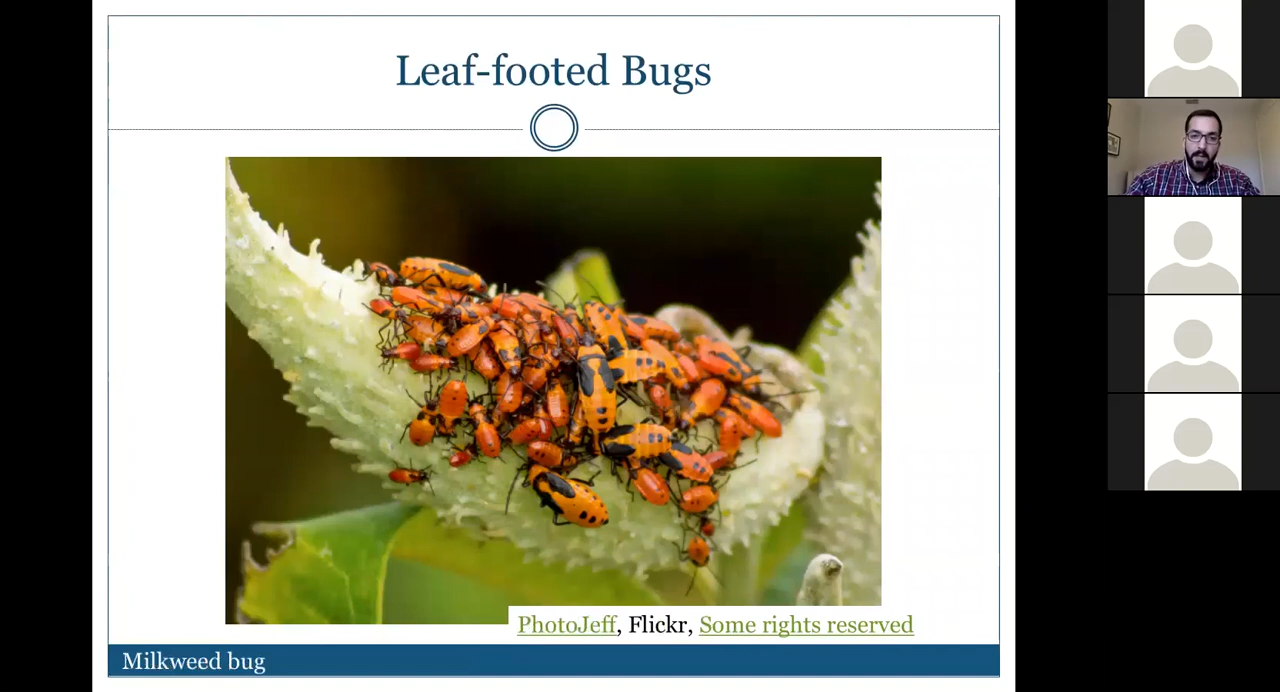 Leaf-footed Bugs
PhotoJeff, Flickr, Some rights reserved
Milkweed bug